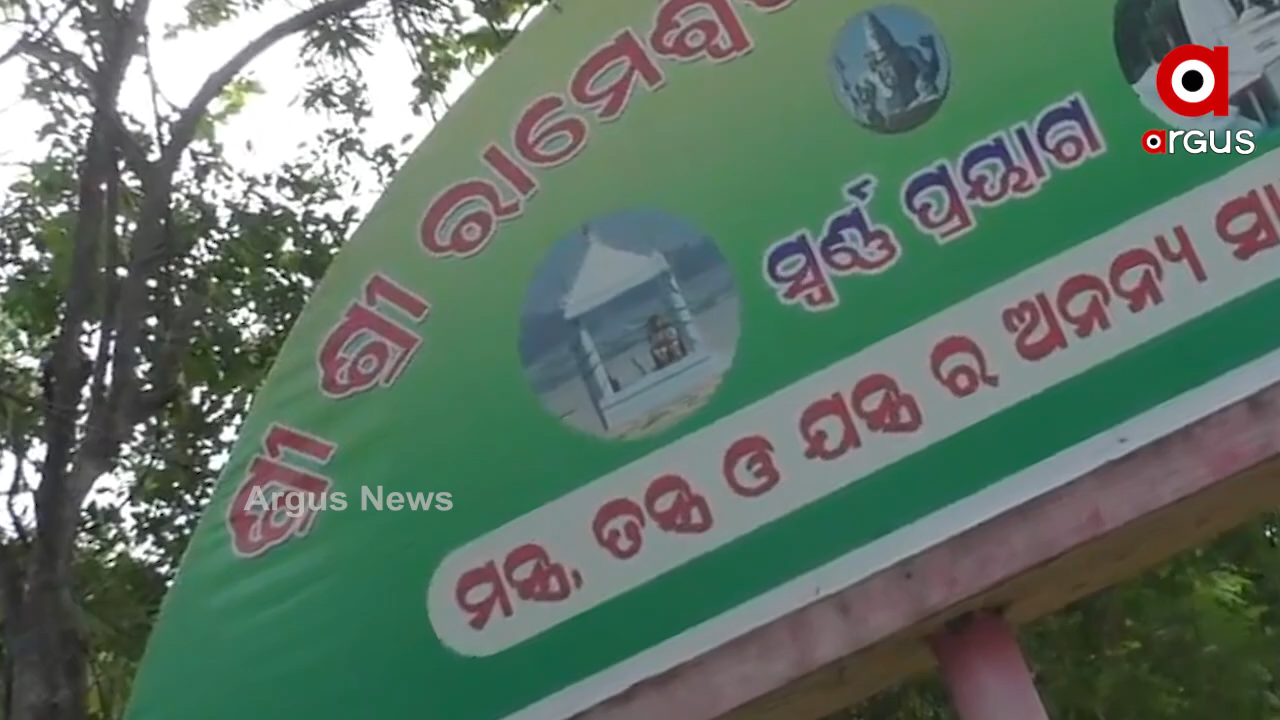 ଶ୍ରୀ ଶ୍ରୀ ରାମେଶ୍ୱ
ସ୍ୱର୍ଣ୍ଣ ପ୍ରୟାଗ
ମନ୍ତ୍ର, ତନ୍ତ୍ର ଓ ଯନ୍ତ୍ର ର ଅନନ୍ୟ ସା
argus
Argus News